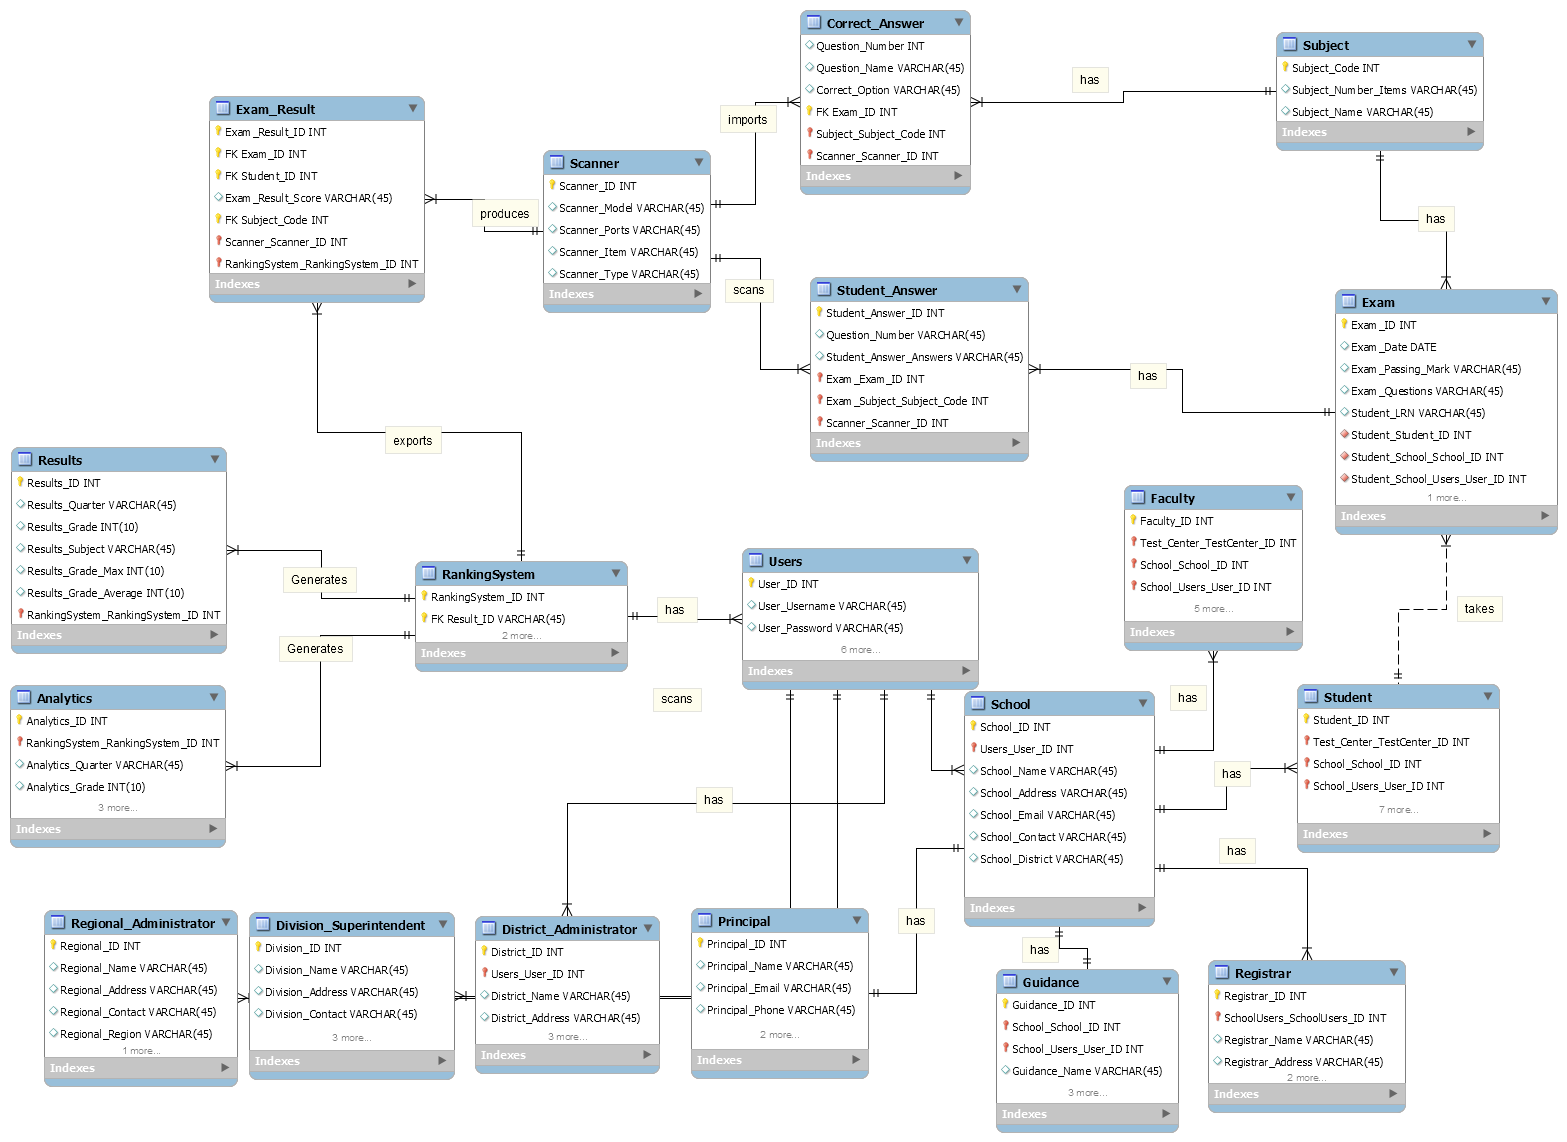 Correct_Answer
Question_Number INT
Question_Name VARCHAR(45)
Correct_Option VARCHAR(45)
FK Exam_ID INT
Subject_Subject_Code INT
Scanner_Scanner_ID INT
Indexes
has
Subject
Subject_Code INT
Subject_Number_Items VARCHAR(45)
Subject_Name VARCHAR(45)
Indexes
Exam_Result
Exam_Result_ID INT
FK Exam_ID INT
FK Student_ID INT
Exam_Result_Score VARCHAR(45)
FK Subject_Code INT
Scanner_Scanner_ID INT
RankingSystem_RankingSystem_ID INT
Indexes
produces
Scanner
Scanner_ID INT
Scanner_Model VARCHAR(45)
Scanner_Ports VARCHAR(45)
Scanner_Item VARCHAR(45)
Scanner_Type VARCHAR(45)
Indexes
imports
scans
has
Student_Answer
Student_Answer_ID INT
Question_Number VARCHAR(45)
Student_Answer_Answers VARCHAR(45)
Exam_Exam_ID INT
Exam_Subject_Subject_Code INT
Scanner_Scanner_ID INT
Indexes
has
Exam
Exam_ID INT
Exam_Date DATE
Exam_Passing_Mark VARCHAR(45)
Exam_Questions VARCHAR(45)
Student_LRN VARCHAR(45)
Student_Student_ID INT
Student_School_School_ID INT
Student_School_Users_User_ID INT
1 more...
Indexes
exports
Results
Results_ID INT
Results_Quarter VARCHAR(45)
Results_Grade INT(10)
Results_Subject VARCHAR(45)
Results_Grade_Max INT(10)
Results_Grade_Average INT(10)
RankingSystem_RankingSystem_ID INT
Indexes
Generates
Generates
RankingSystem
RankingSystem_ID INT
FK Result_ID VARCHAR(45)
2 more...
Indexes
has
Users
User_ID INT
User_Username VARCHAR(45)
User_Password VARCHAR(45)
6 more...
Indexes
Faculty
Faculty_ID INT
Test_Center_TestCenter_ID INT
School_School_ID INT
School_Users_User_ID INT
6 more...
Indexes
takes
Analytics
Analytics_ID INT
RankingSystem_RankingSystem_ID INT
Analytics_Quarter VARCHAR(45)
Analytics_Grade INT(10)
3 more...
Indexes
scans
has
School
School_ID INT
Users_User_ID INT
School_Name VARCHAR(45)
School_Address VARCHAR(45)
School_Email VARCHAR(45)
School_Contact VARCHAR(45)
School_District VARCHAR(45)
Indexes
has
has
has
Student
Student_ID INT
Test_Center_TestCenter_ID INT
School_School_ID INT
School_Users_User_ID INT
7 more...
Indexes
Regional_Administrator
Regional_ID INT
Regional_Name VARCHAR(45)
Regional_Address VARCHAR(45)
Regional_Contact VARCHAR(45)
Regional_Region VARCHAR(45)
1 more...
Indexes
Division_Superintendent
Division_ID INT
Division_Name VARCHAR(45)
Division_Address VARCHAR(45)
Division_Contact VARCHAR(45)
3 more...
Indexes
District_Administrator
District_ID INT
Users_User_ID INT
District_Name VARCHAR(45)
District_Address VARCHAR(45)
3 more...
Indexes
Principal
Principal_ID INT
Principal_Name VARCHAR(45)
Principal_Email VARCHAR(45)
Principal_Phone VARCHAR(45)
2 more...
Indexes
has
has
Guidance
Guidance_ID INT
School_School_ID INT
School_Users_User_ID INT
Guidance_Name VARCHAR(45)
3 more...
Indexes
Registrar
Registrar_ID INT
SchoolUsers_SchoolUsers_ID INT
Registrar_Name VARCHAR(45)
Registrar_Address VARCHAR(45)
2 more...
Indexes